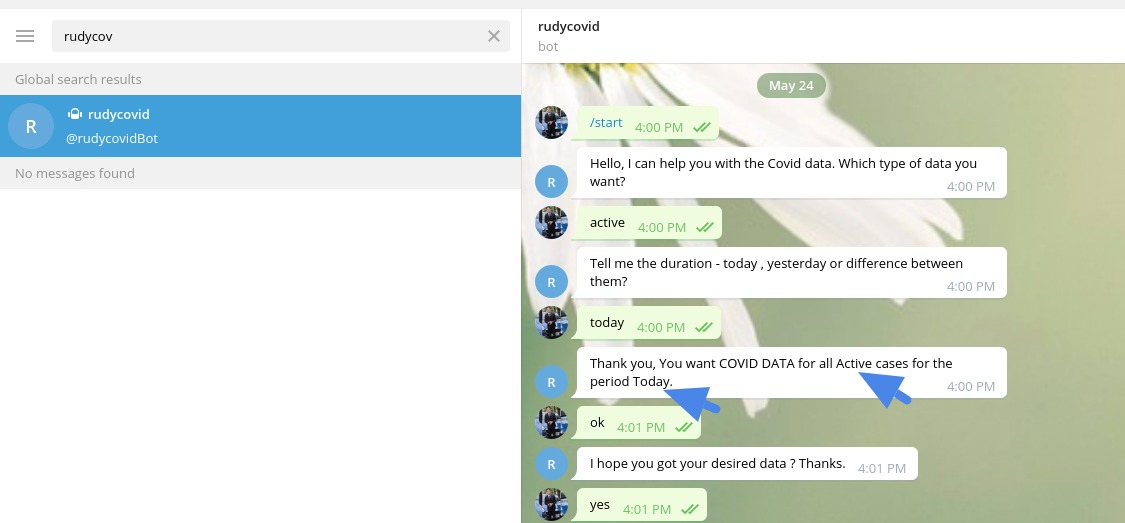 rudycov
Global search results
R
rudycovid
@rudycovidBot
No messages found
rudycovid
bot
May 24
/start 4:00 PM
Hello, I can help you with the Covid data. Which type of data you
want?
4:00 PM
R
active 4:00 PM
Tell me the duration - today , yesterday or difference between
them?
4:00 PM
R
today 4:00 PM
Thank you, You want COVID DATA for all Active cases for the
period Today.
4:00 PM
R
ok 4:01 PM
R
I hope you got your desired data ? Thanks. 4:01 PM
yes 4:01 PM